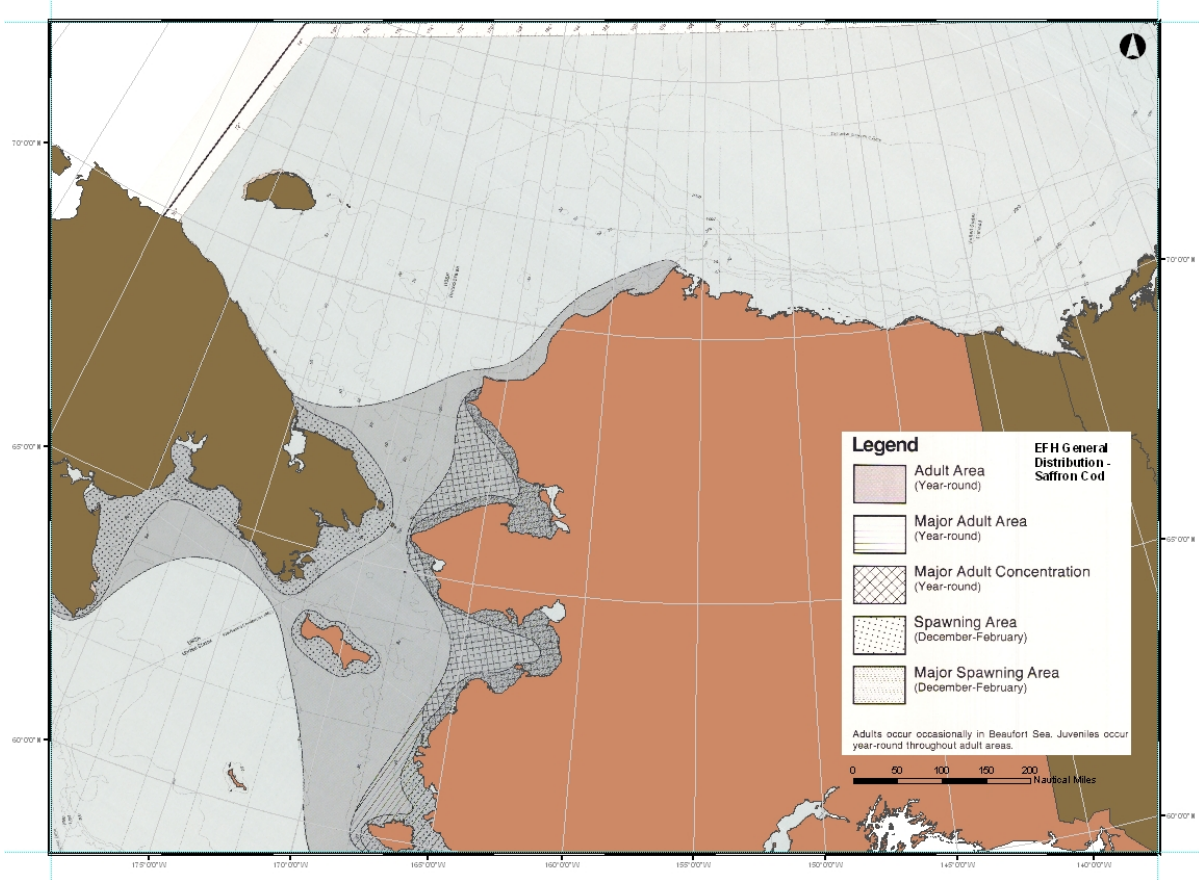 70°0'0"N
65°0'0"N
60°0'0"N
70°0'0"N
65°0'0"N
60°0'0"N
Legend
EFH General
Distribution -
Saffron Cod
Adult Area
(Year-round)
Major Adult Area
(Year-round)
Major Adult Concentration
(Year-round)
Spawning Area
(December-February)
Major Spawning Area
(December-February)
Adults occur occasionally in Beaufort Sea. Juveniles occur
year-round throughout adult areas.
0 50 100 150 200
Nautical Miles
175°0'0"W 170°0'0"W 165°0'0"W 160°0'0"W 155°0'0"W 150°0'0"W 145°0'0"W 140°0'0"W